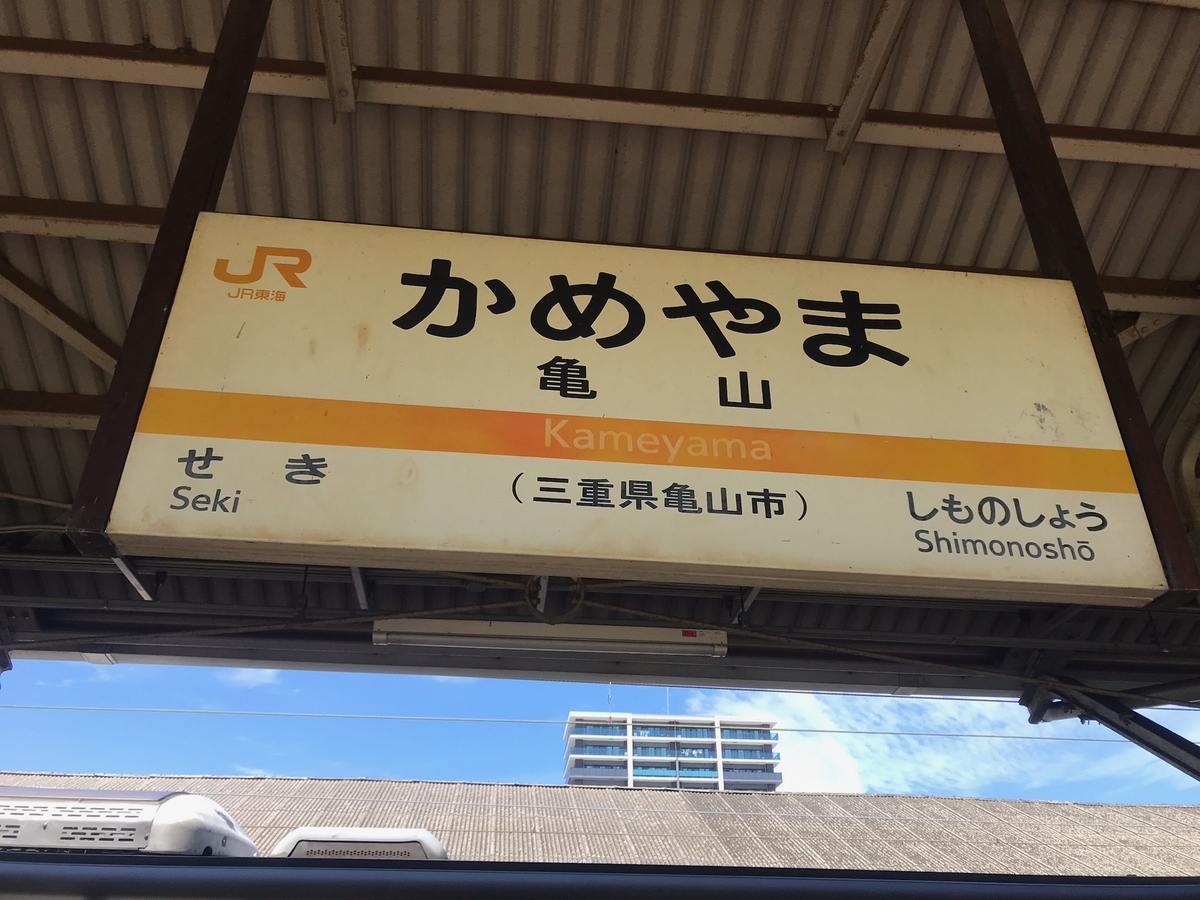 JR
JR東海
かめやま
亀山
Kameyama
せき
Seki
(三重県亀山市)
しものしょう
Shimonoshō